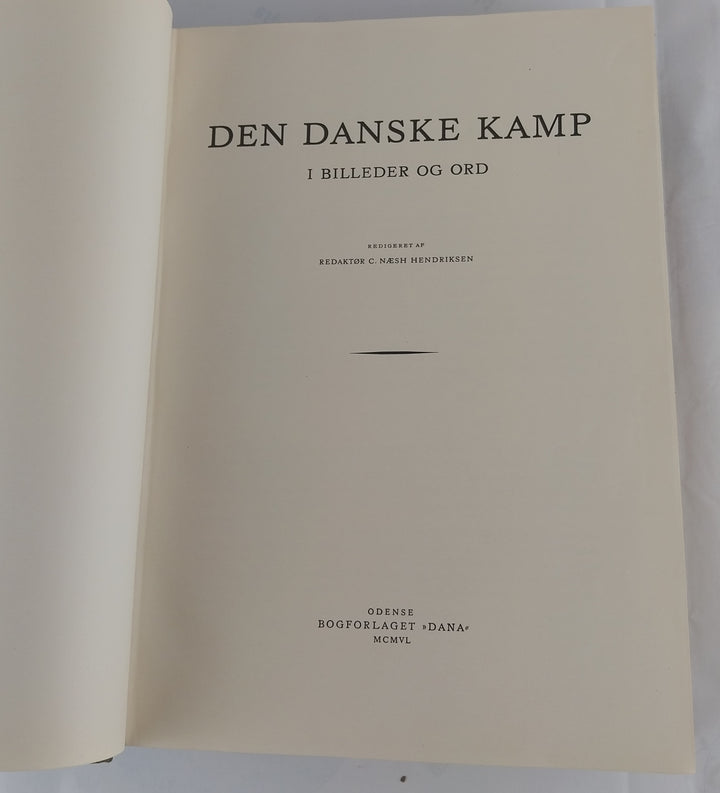 DEN DANSKE KAMP
I BILLEDER OG ORD
REDIGERET AF
REDAKTØR C. NÆSH HENDRIKSEN
ODENSE
BOGFORLAGET »DANA«
MCMVL